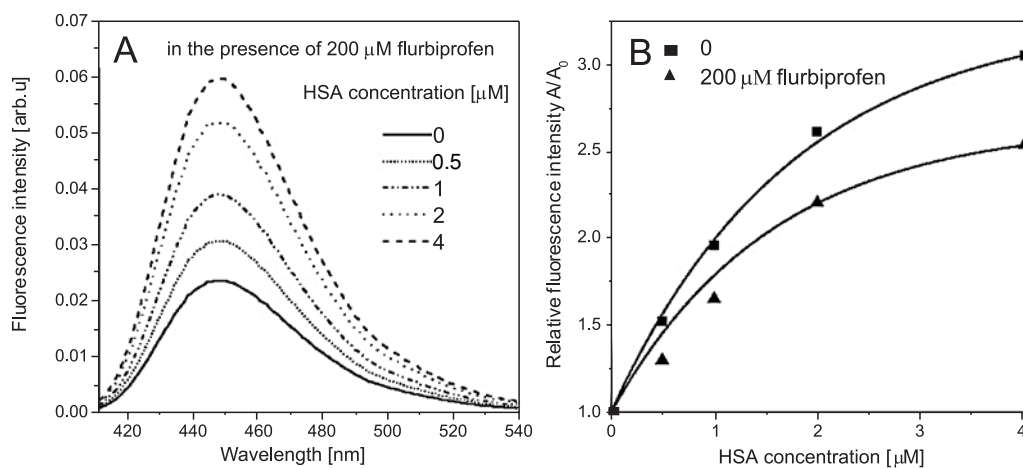 A
in the presence of 200 μM flurbiprofen
HSA concentration [μM]
0
0.5
1
2
4
Fluorescence intensity [arb.u]
0.07
0.06
0.05
0.04
0.03
0.02
0.01
0.00
420 440 460 480 500 520 540
Wavelength [nm]
B
0
200 μM flurbiprofen
Relative fluorescence intensity A/A0
3.0
2.5
2.0
1.5
1.0
0 1 2 3 4
HSA concentration [μM]